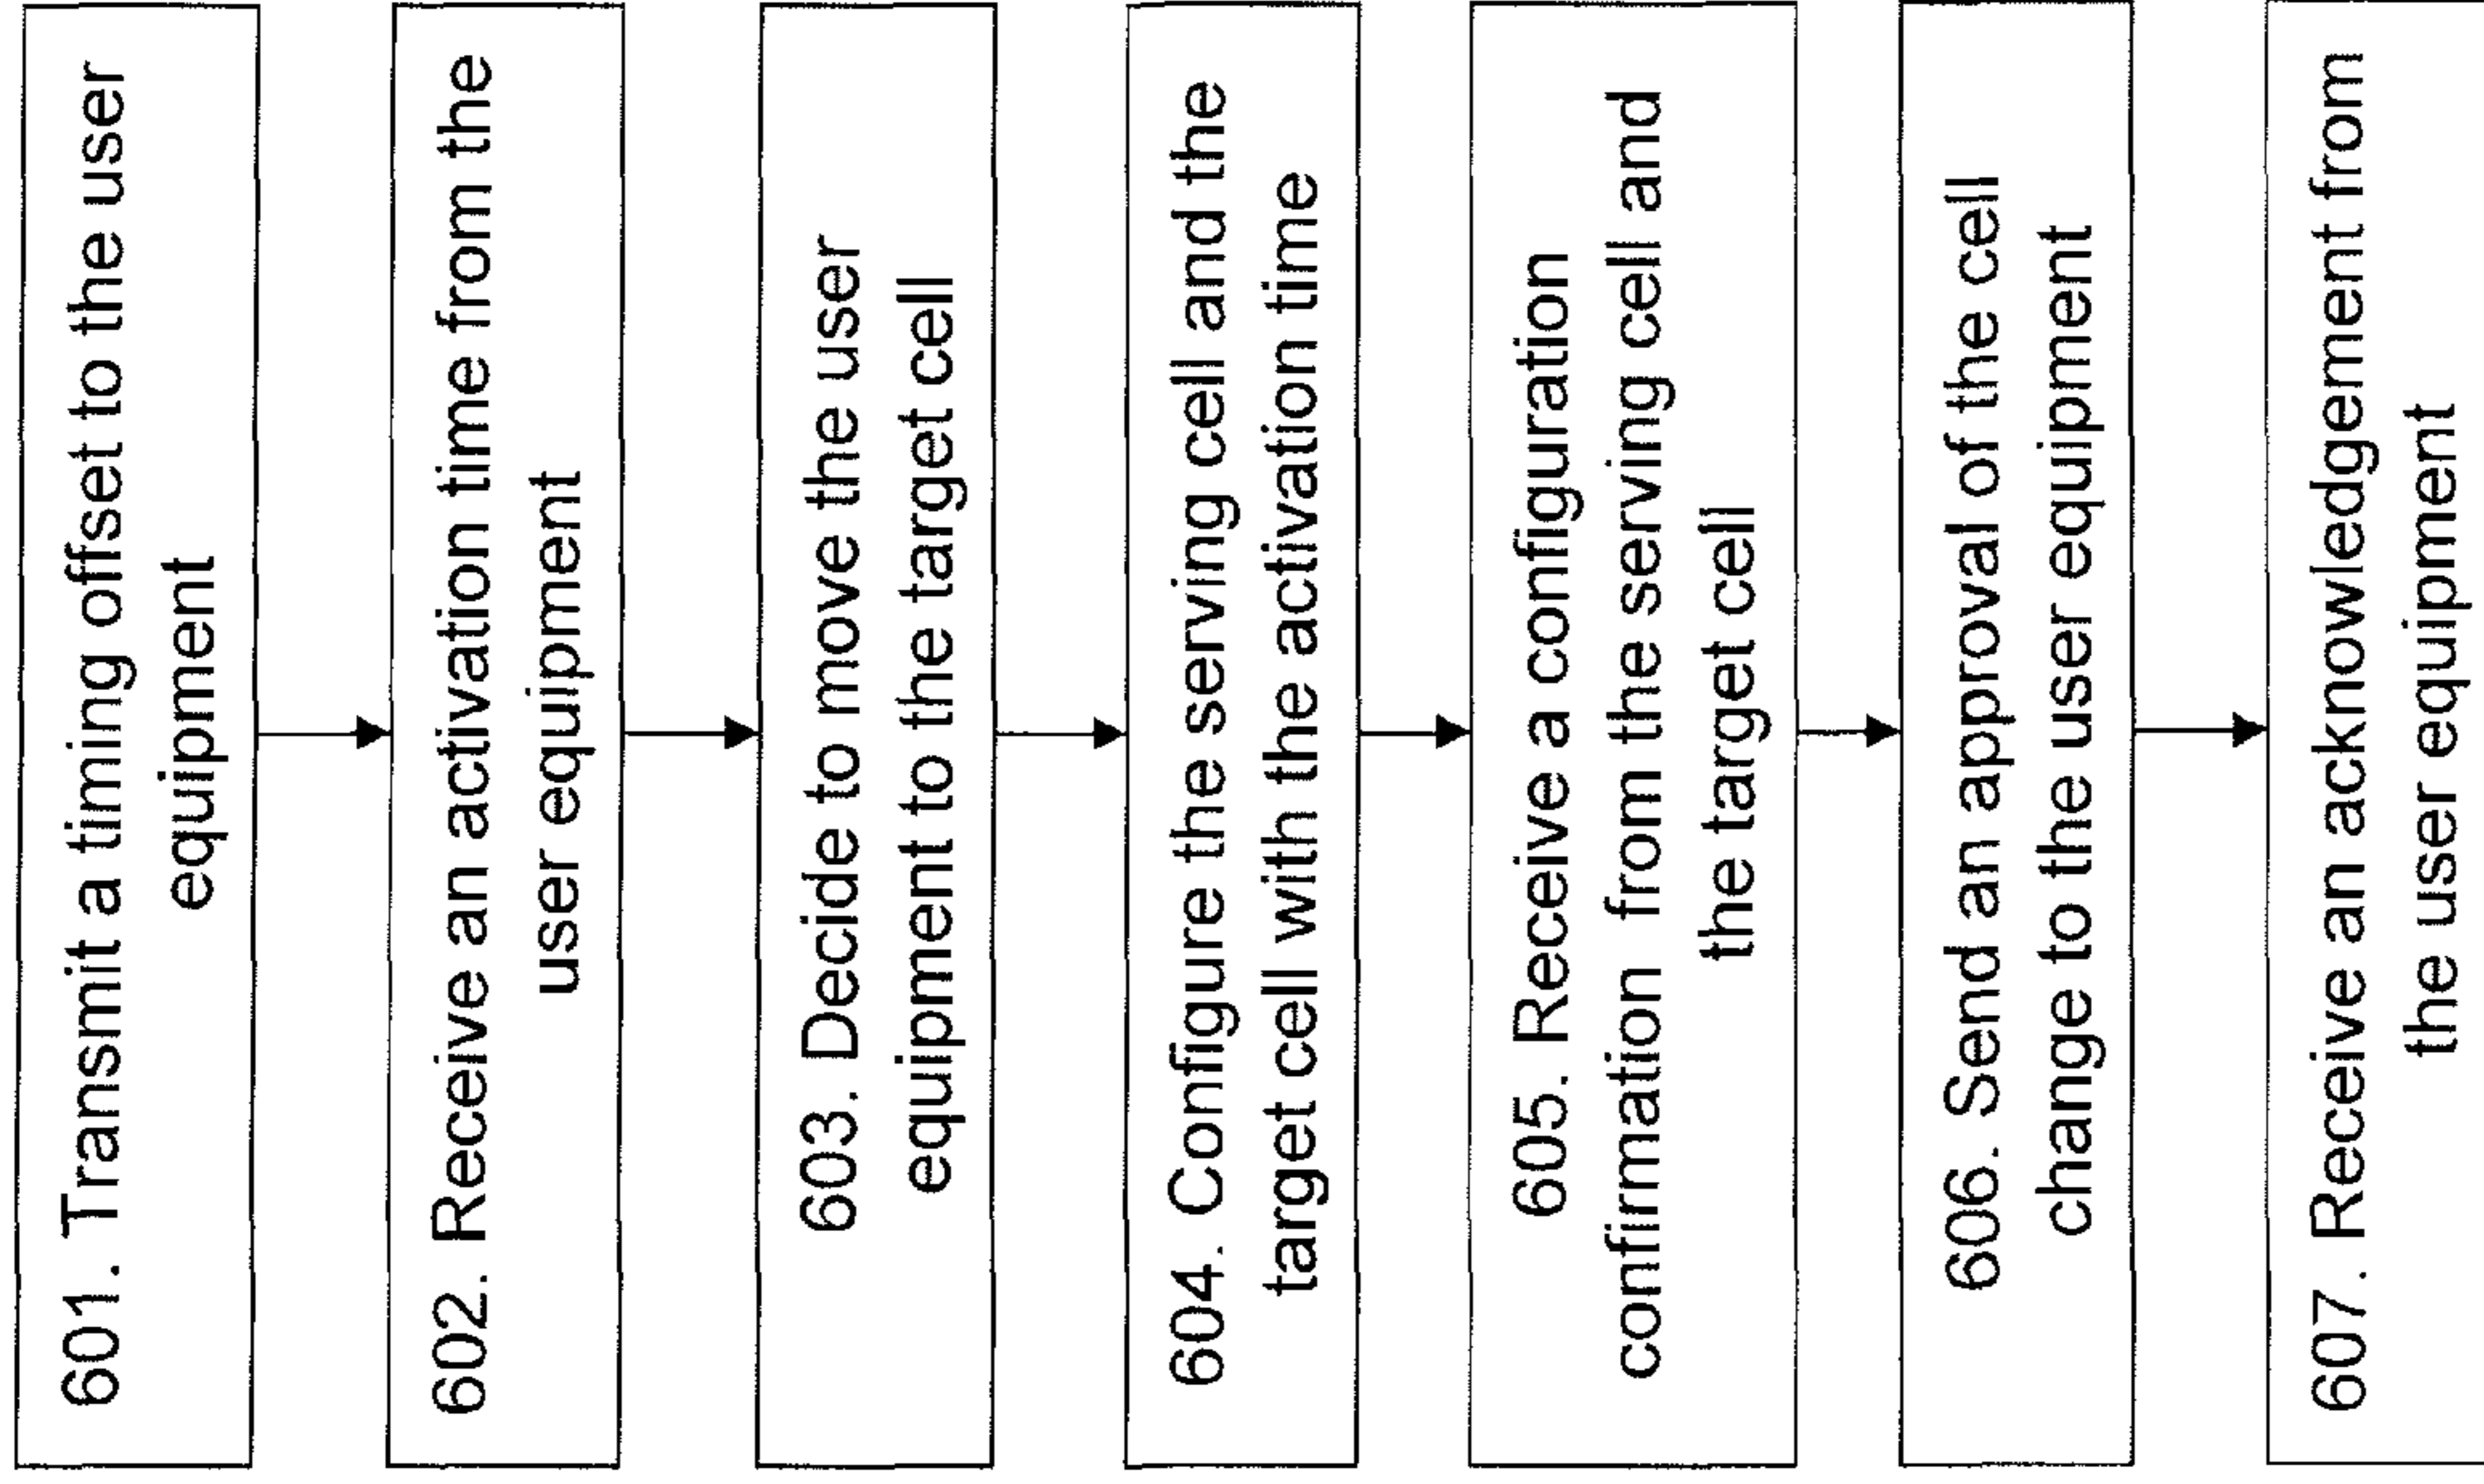 601. Transmit a timing offset to the user
equipment
602. Receive an activation time from the
user equipment
603. Decide to move the user
equipment to the target cell
604. Configure the serving cell and the
target cell with the activation time
605. Receive a configuration
confirmation from the serving cell and
the target cell
606. Send an approval of the cell
change to the user equipment
607. Receive an acknowledgement from
the user equipment